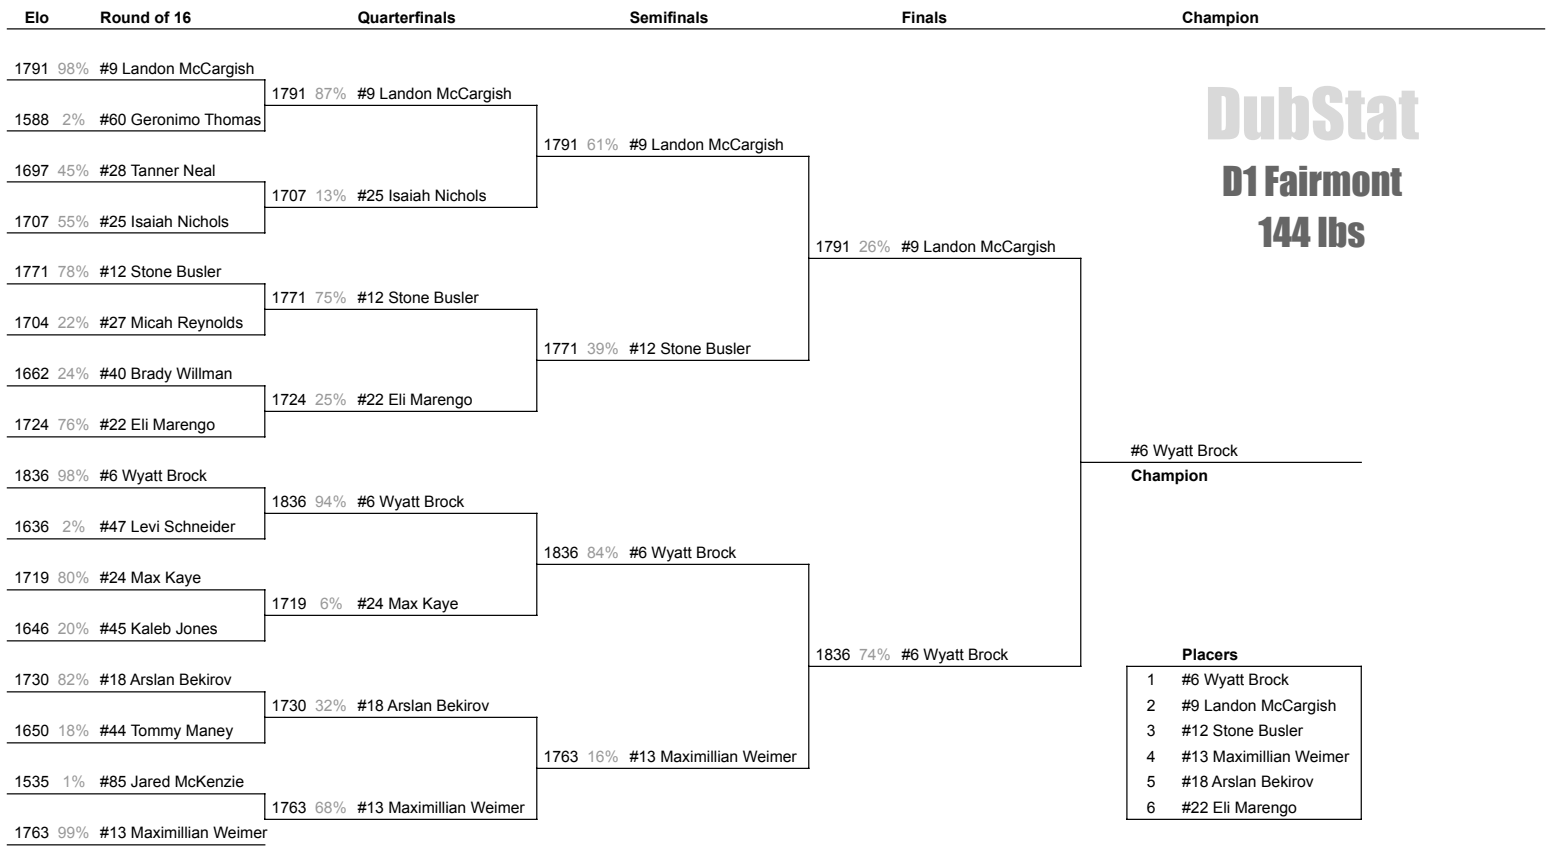 Elo Round of 16 Quarterfinals Semifinals Finals Champion
1791 98% #9 Landon McCargish
1791 87% #9 Landon McCargish
DubStat
1588 2% #60 Geronimo Thomas
1791 61% #9 Landon McCargish
1697 45% #28 Tanner Neal
D1 Fairmont
1707 13% #25 Isaiah Nichols
1707 55% #25 Isaiah Nichols
144 lbs
1791 26% #9 Landon McCargish
1771 78% #12 Stone Busler
1771 75% #12 Stone Busler
1704 22% #27 Micah Reynolds
1771 39% #12 Stone Busler
1662 24% #40 Brady Willman
1724 25% #22 Eli Marengo
1724 76% #22 Eli Marengo
#6 Wyatt Brock
1836 98% #6 Wyatt Brock
Champion
1836 94% #6 Wyatt Brock
1636 2% #47 Levi Schneider
1836 84% #6 Wyatt Brock
1719 80% #24 Max Kaye
1719 6% #24 Max Kaye
1646 20% #45 Kaleb Jones
1836 74% #6 Wyatt Brock
Placers
1730 82% #18 Arslan Bekirov
1 #6 Wyatt Brock
1730 32% #18 Arslan Bekirov
2 #9 Landon McCargish
1650 18% #44 Tommy Maney
3 #12 Stone Busler
1763 16% #13 Maximillian Weimer
4 #13 Maximillian Weimer
1535 1% #85 Jared McKenzie
5 #18 Arslan Bekirov
1763 68% #13 Maximillian Weimer
6 #22 Eli Marengo
1763 99% #13 Maximillian Weimer